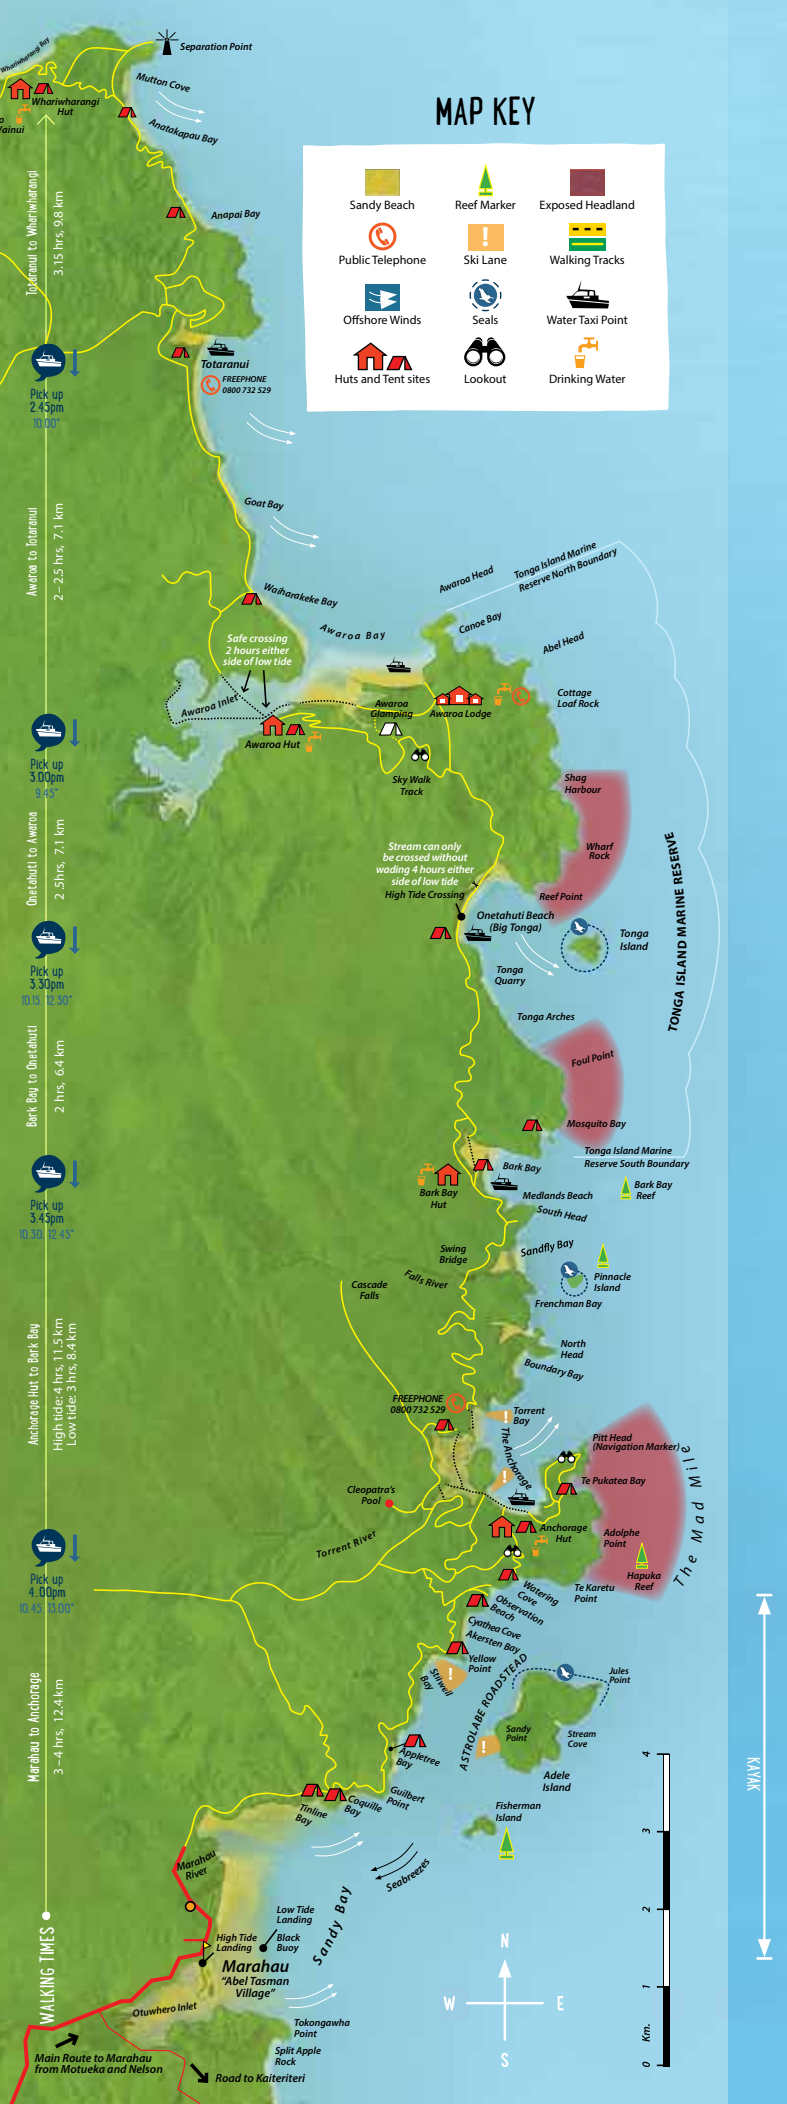 Whariwharangi Bay
Separation Point
Mutton Cove
Whariwharangi
Hut
Anatakapau Bay
Anapai Bay
Totaranui
FREEPHONE
0800 732 529
MAP KEY
Sandy Beach
Reef Marker
Exposed Headland
Public Telephone
Ski Lane
Walking Tracks
Offshore Winds
Seals
Water Taxi Point
Huts and Tent sites
Lookout
Drinking Water
Totaranui to Whariwharangi
3.15 hrs, 9.8 km
Pick up
2.45pm
10.00*
Awaroa to Totaranui
2 – 2.5 hrs, 7.1 km
Pick up
3.00pm
9.45*
Onetahuti to Awaroa
2.5hrs, 7.1 km
Pick up
3.30pm
10.15, 12.30*
Bark Bay to Onetahuti
2 hrs, 6.4 km
Pick up
3.45pm
10.30, 12.45*
Anchorage Hut to Bark Bay
High tide: 4 hrs, 11.5 km
Low tide: 3 hrs, 8.4 km
Pick up
4.00pm
10.45, 13.00*
Marahau to Anchorage
3 – 4 hrs, 12.4 km
WALKING TIMES
Goat Bay
Waiharakeke Bay
Awaroa Head
Tonga Island Marine
Reserve North Boundary
Canoe Bay
Awaroa Bay
Abel Head
Safe crossing
2 hours either
side of low tide
Awaroa Inlet
Awaroa
Glamping
Awaroa Lodge
Cottage
Loaf Rock
Awaroa Hut
Sky Walk
Track
Shag
Harbour
Wharf
Rock
Stream can only
be crossed without
wading 4 hours either
side of low tide
High Tide Crossing
Reef Point
Onetahuti Beach
(Big Tonga)
Tonga
Island
TONGA ISLAND MARINE RESERVE
Tonga
Quarry
Tonga Arches
Foul Point
Mosquito Bay
Tonga Island Marine
Reserve South Boundary
Bark Bay
Bark Bay
Hut
Medlands Beach
Bark Bay
Reef
South Head
Swing
Bridge
Sandfly Bay
Falls River
Cascade
Falls
Pinnacle
Island
Frenchman Bay
North
Head
Boundary Bay
FREEPHONE
0800 732 529
Torrent
Bay
The Anchorage
Pitt Head
(Navigation Marker)
Te Pukatea Bay
The Mad Mile
Cleopatra's
Pool
Anchorage
Hut
Adolphe
Point
Torrent River
Hapuka
Reef
Te Karetu
Point
Watering
Cove
Observation
Beach
Cyathea Cove
Akersten Bay
Yellow
Point
Stilwell
Bay
ASTROLABE ROADSTEAD
Jules
Point
Sandy
Point
Stream
Cove
Appletree
Bay
Adele
Island
Guilbert
Point
Coquille
Bay
Tinline
Bay
Fisherman
Island
Marahau
River
Seabreezes
Sandy Bay
Low Tide
Landing
High Tide
Landing
Black
Buoy
Marahau
"Abel Tasman
Village"
Otuwhero Inlet
Tokongawha
Point
Split Apple
Rock
Main Route to Marahau
from Motueka and Nelson
Road to Kaiteriteri
N
W
E
S
KAYAK
4
3
2
1
0
Km.